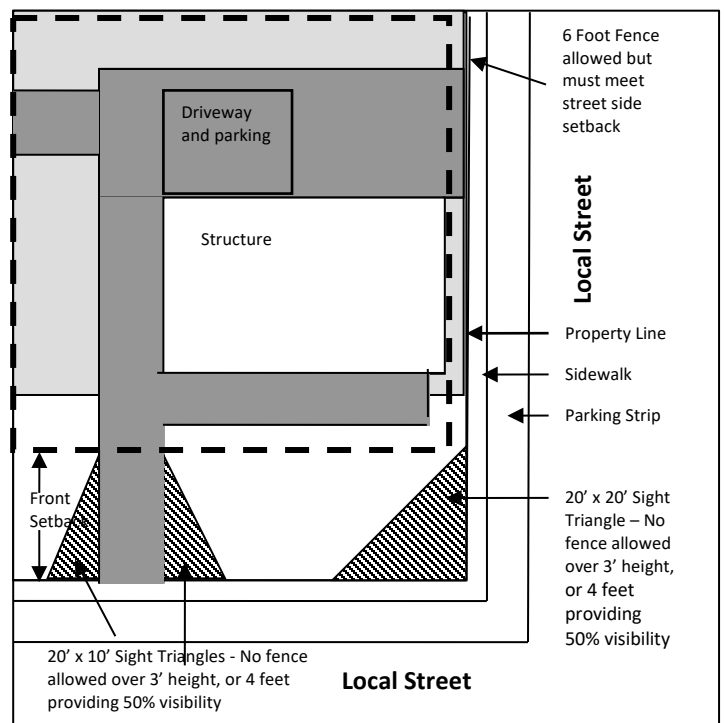 6 Foot Fence
allowed but
must meet
street side
setback
Driveway
and parking
Structure
Local Street
Property Line
Sidewalk
Parking Strip
Front
Setback
20’ x 20’ Sight
Triangle – No
fence allowed
over 3’ height,
or 4 feet
providing
50% visibility
20’ x 10’ Sight Triangles - No fence
allowed over 3’ height, or 4 feet
providing 50% visibility
Local Street